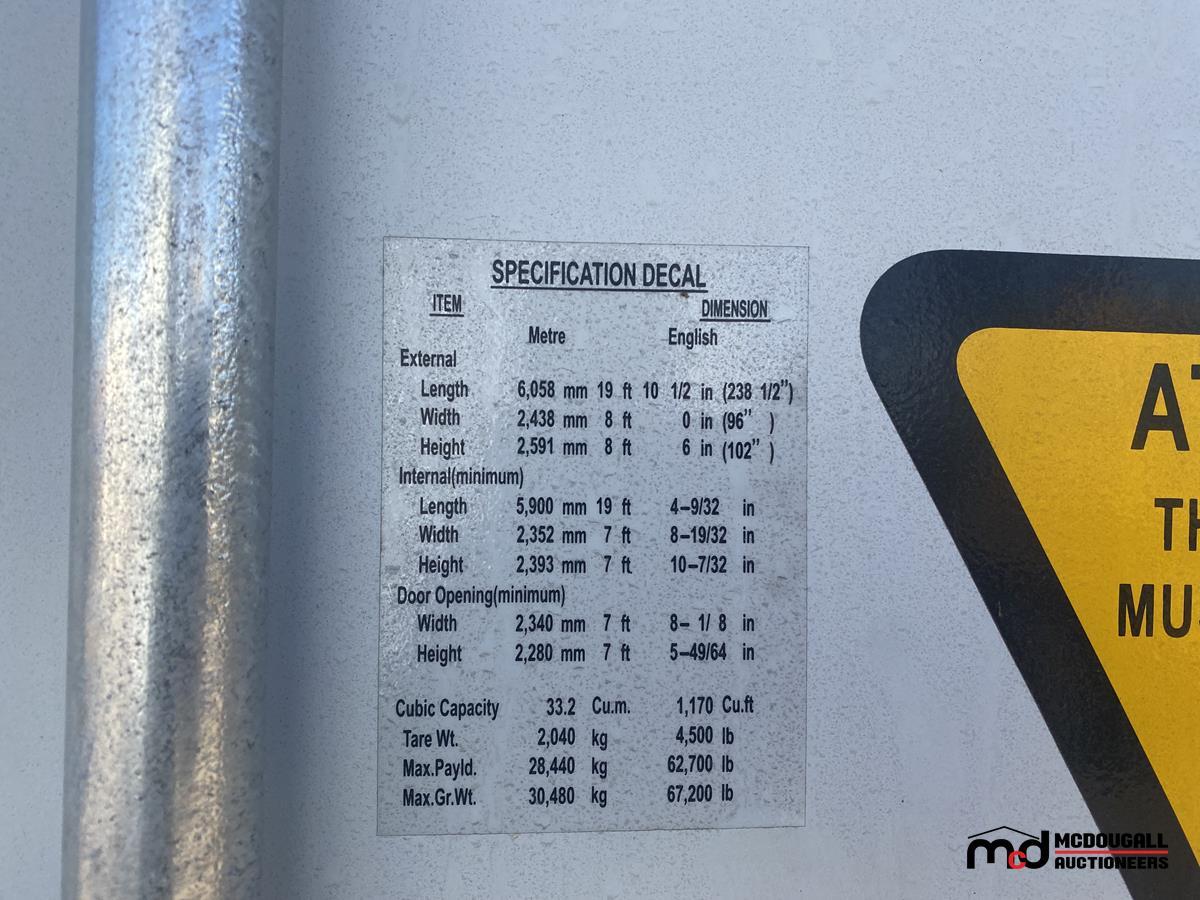 SPECIFICATION DECAL
ITEM DIMENSION
Metre English
External
Length 6,058 mm 19 ft 10 1/2 in (238 1/2")
Width 2,438 mm 8 ft 0 in (96" )
Height 2,591 mm 8 ft 6 in (102" )
Internal(minimum)
Length 5,900 mm 19 ft 4-9/32 in
Width 2,352 mm 7 ft 8-19/32 in
Height 2,393 mm 7 ft 10-7/32 in
Door Opening(minimum)
Width 2,340 mm 7 ft 8- 1/ 8 in
Height 2,280 mm 7 ft 5-49/64 in
Cubic Capacity 33.2 Cu.m. 1,170 Cu.ft
Tare Wt. 2,040 kg 4,500 lb
Max.Payld. 28,440 kg 62,700 lb
Max.Gr.Wt. 30,480 kg 67,200 lb
mcd MCDOUGALL
AUCTIONEERS